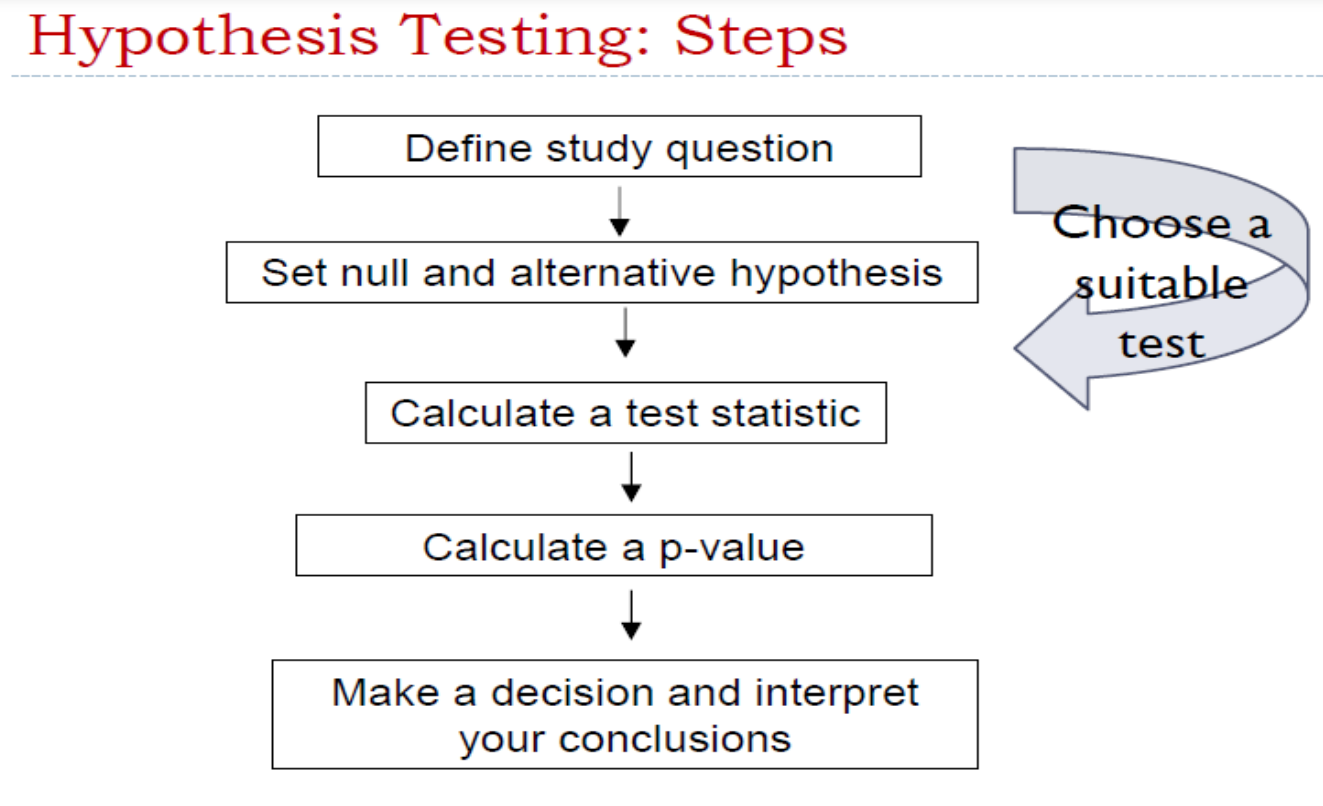 Hypothesis Testing: Steps
Define study question
Set null and alternative hypothesis
Calculate a test statistic
Calculate a p-value
Make a decision and interpret
your conclusions
Choose a
suitable
test